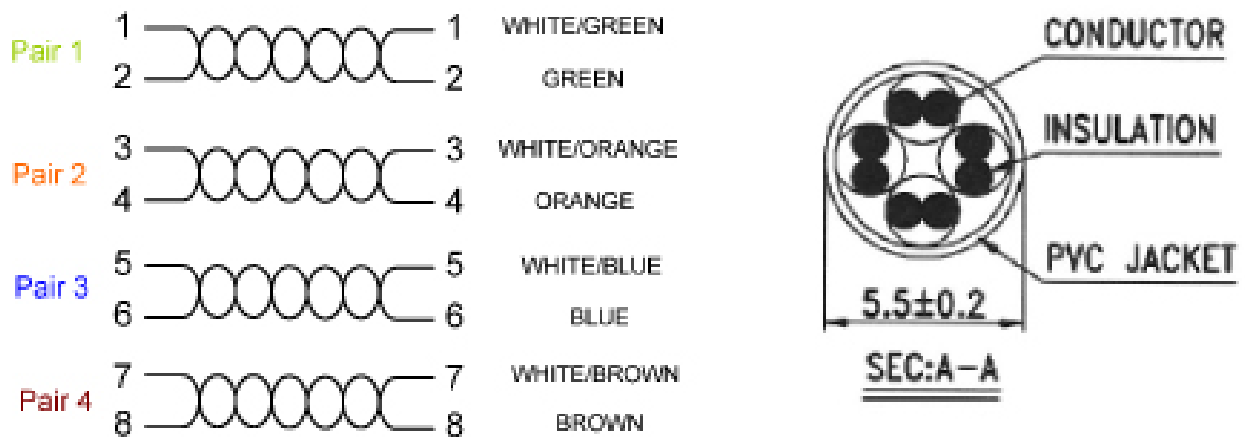 1 1 WHITE/GREEN
Pair 1
2 2 GREEN
3 3 WHITE/ORANGE
Pair 2
4 4 ORANGE
5 5 WHITE/BLUE
Pair 3
6 6 BLUE
7 7 WHITE/BROWN
Pair 4
8 8 BROWN
CONDUCTOR
INSULATION
PVC JACKET
5.5±0.2
SEC:A-A